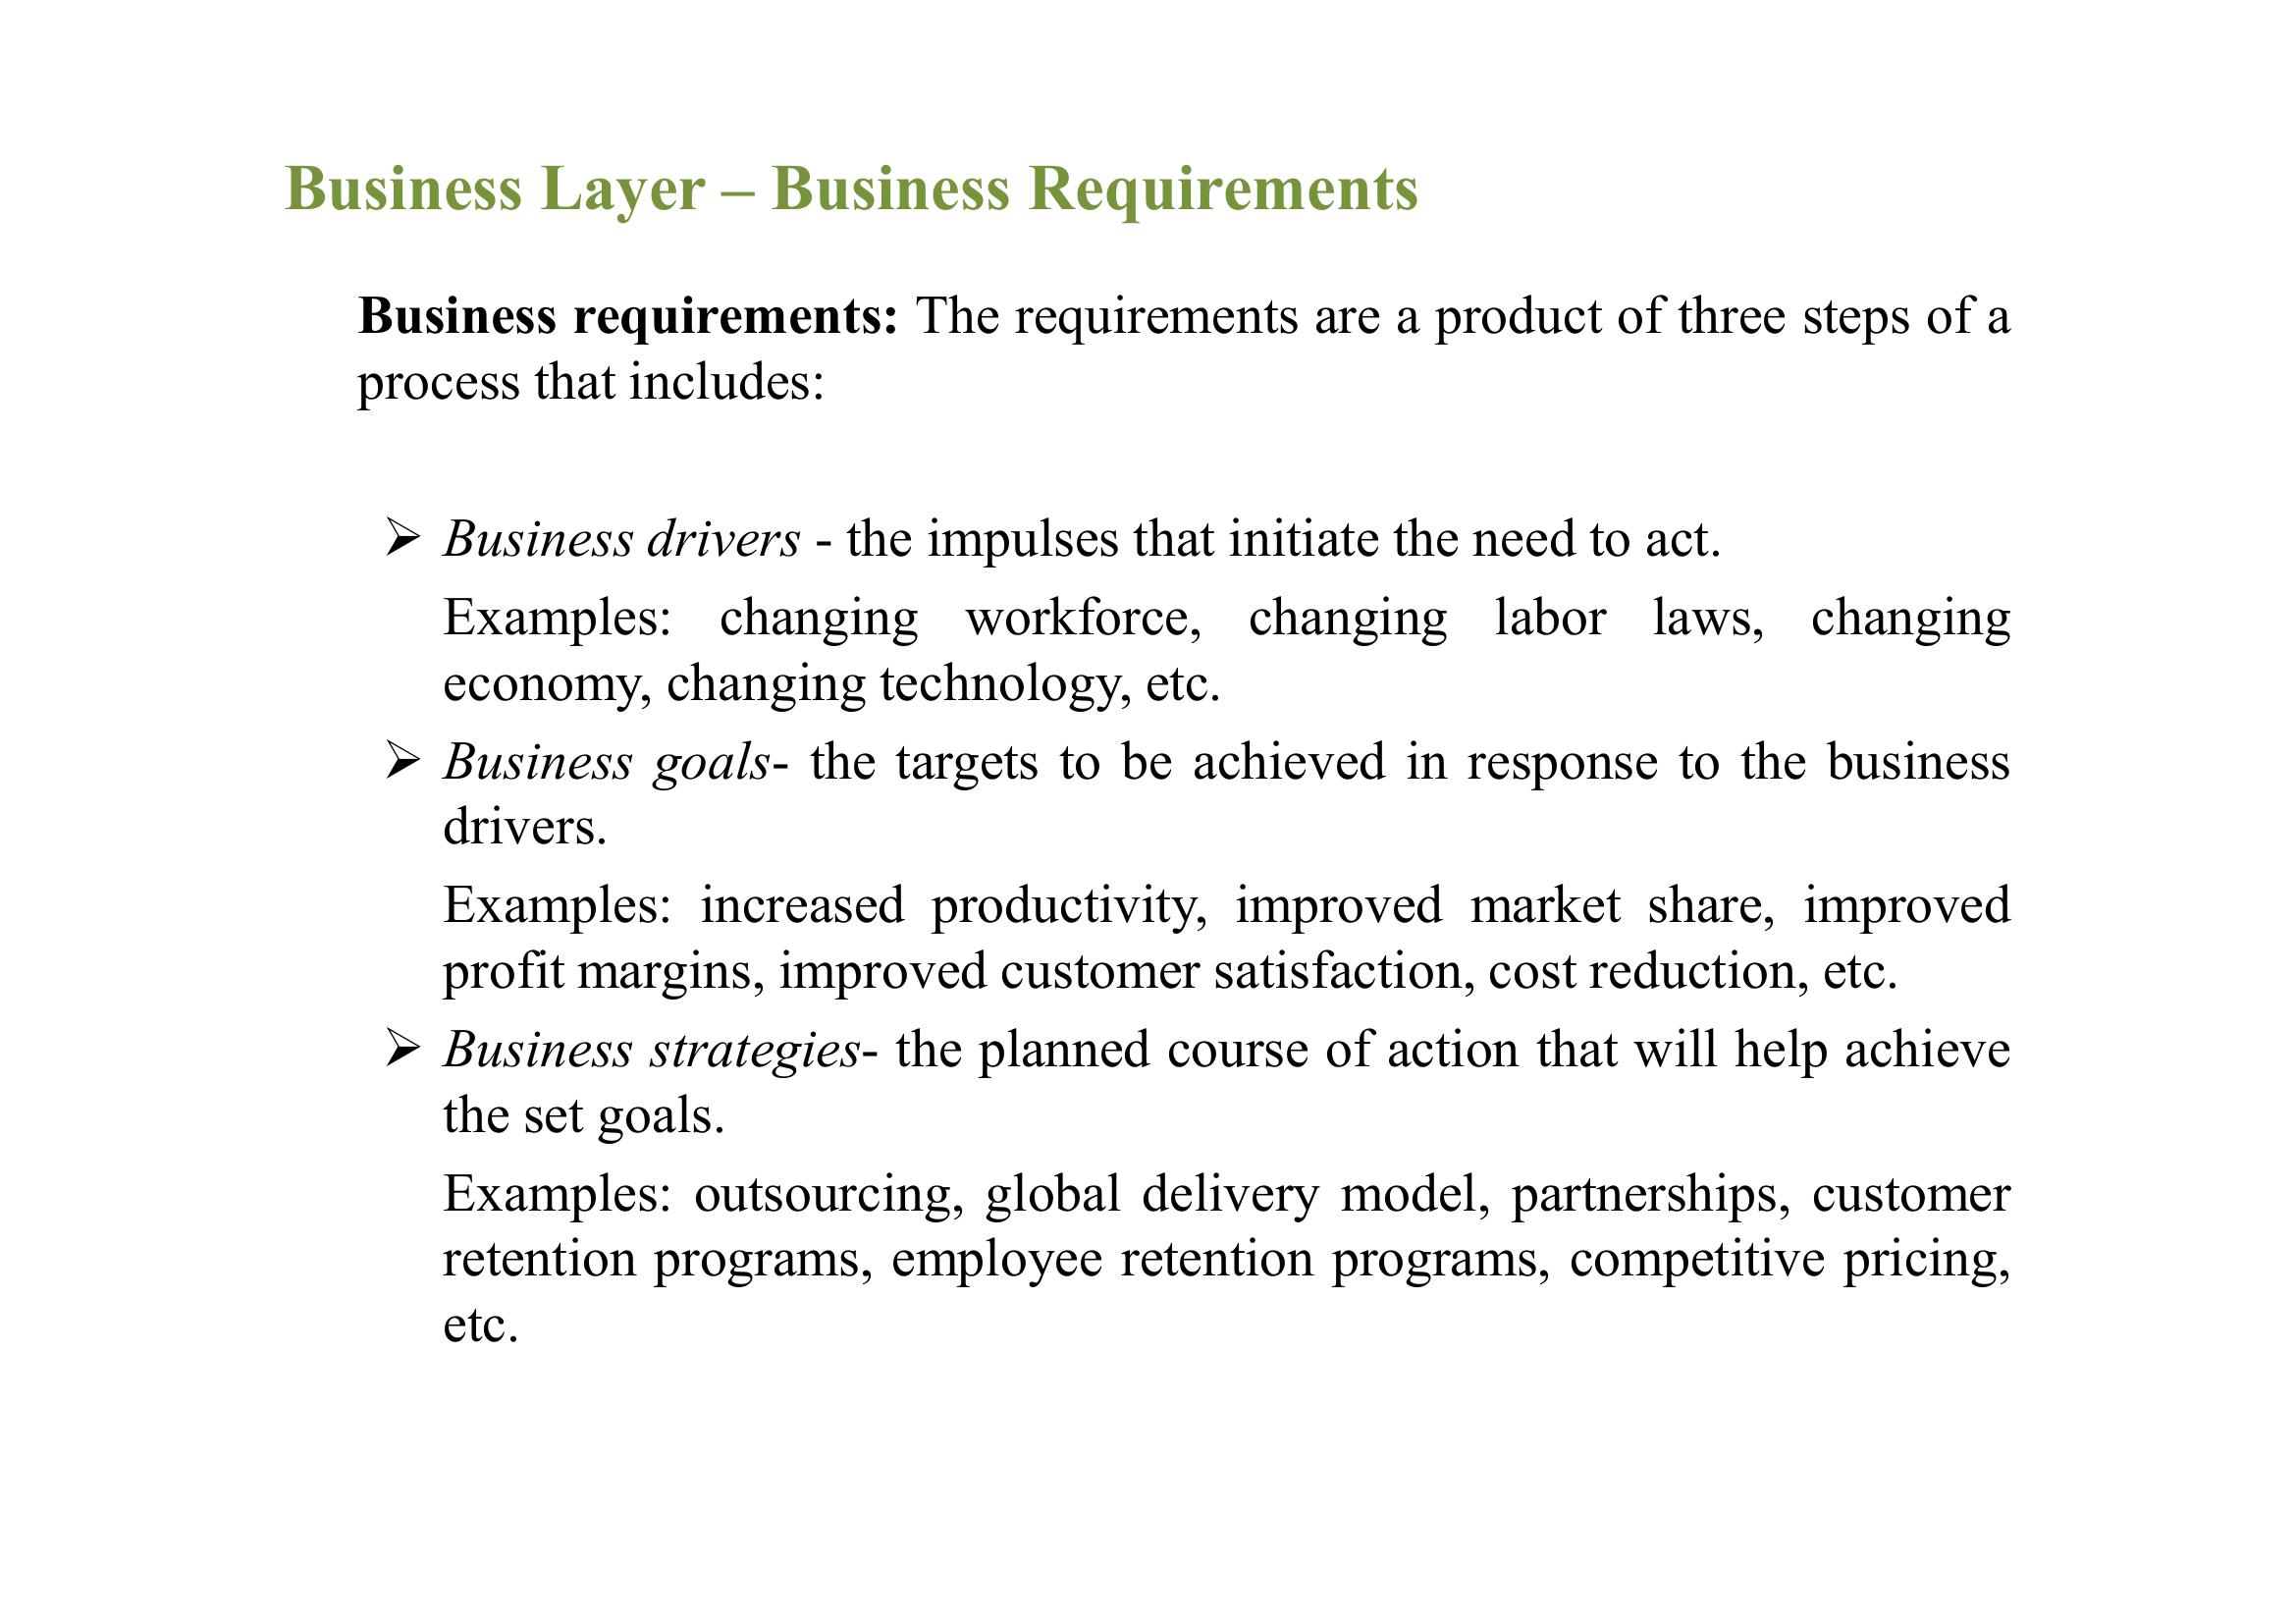 Business Layer – Business Requirements
Business requirements: The requirements are a product of three steps of a
process that includes:
➢ Business drivers - the impulses that initiate the need to act.
Examples: changing workforce, changing labor laws, changing
economy, changing technology, etc.
➢ Business goals- the targets to be achieved in response to the business
drivers.
Examples: increased productivity, improved market share, improved
profit margins, improved customer satisfaction, cost reduction, etc.
➢ Business strategies- the planned course of action that will help achieve
the set goals.
Examples: outsourcing, global delivery model, partnerships, customer
retention programs, employee retention programs, competitive pricing,
etc.